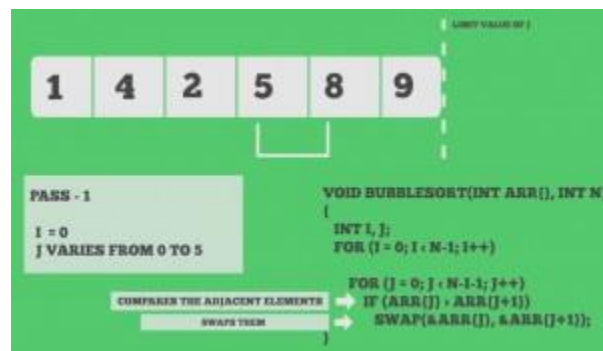 LIMIT VALUE OF J
1 4 2 5 8 9
PASS - 1
I = 0
J VARIES FROM 0 TO 5
VOID BUBBLESORT(INT ARR[], INT N
{
INT I, J;
FOR (I = 0; I < N-1; I++)
FOR (J = 0; J < N-I-1; J++)
COMPARES THE ADJACENT ELEMENTS
IF (ARR[J] > ARR[J+1])
SWAPS THEM
SWAP(&ARR[J], &ARR[J+1]);
}